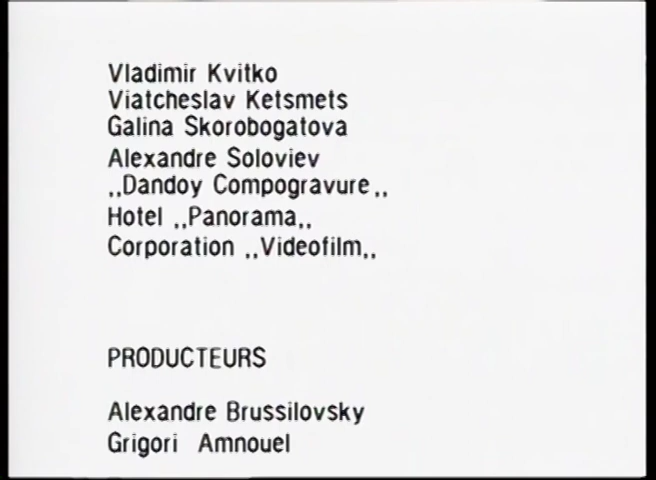 Vladimir Kvitko
Viatcheslav Ketsmets
Galina Skorobogatova
Alexandre Soloviev
,,Dandoy Compogravure,,
Hotel ,,Panorama,,
Corporation ,,Videofilm,,
PRODUCTEURS
Alexandre Brussilovsky
Grigori Amnouel